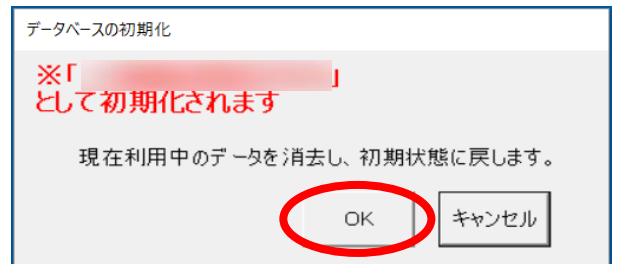 データベースの初期化
※「 」
として初期化されます
現在利用中のデータを消去し、初期状態に戻します。
OK
キャンセル